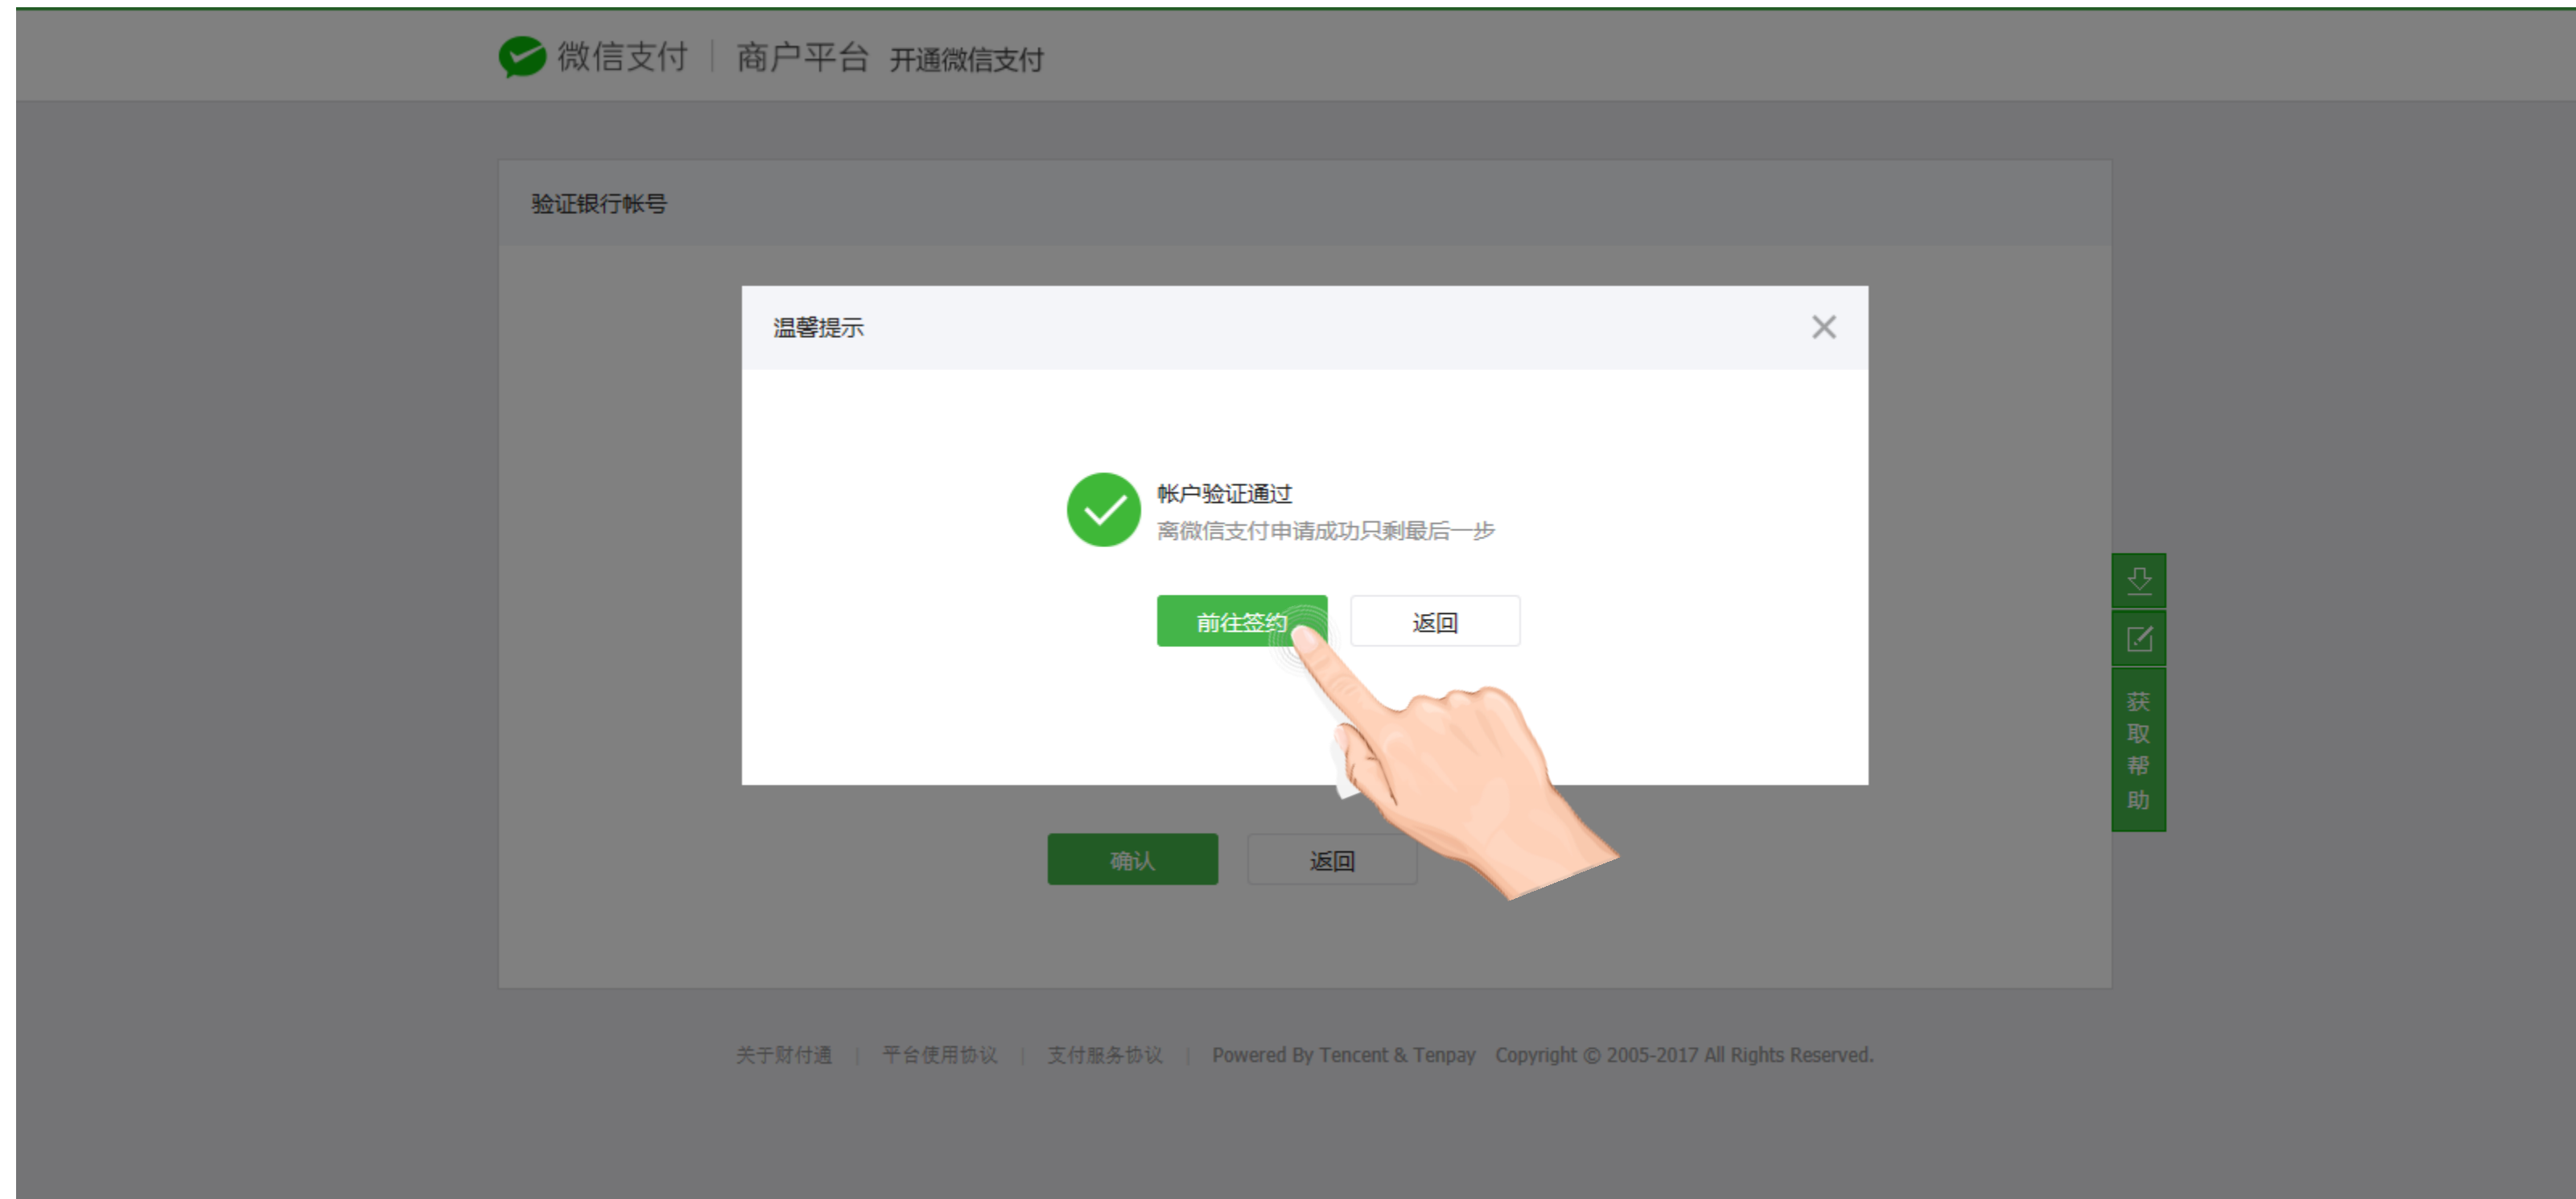 微信支付 商户平台 开通微信支付
验证银行帐号
温馨提示
帐户验证通过
离微信支付申请成功只剩最后一步
前往签约 返回
获取帮助
确认 返回
关于财付通 | 平台使用协议 | 支付服务协议 | Powered By Tencent & Tenpay Copyright © 2005-2017 All Rights Reserved.